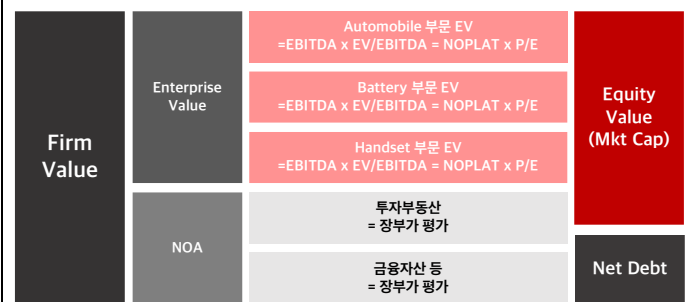 Firm
Value
Enterprise
Value
NOA
Automobile 부문 EV
=EBITDA x EV/EBITDA = NOPLAT x P/E
Battery 부문 EV
=EBITDA x EV/EBITDA = NOPLAT x P/E
Handset 부문 EV
=EBITDA x EV/EBITDA = NOPLAT x P/E
투자부동산
= 장부가 평가
금융자산 등
= 장부가 평가
Equity
Value
(Mkt Cap)
Net Debt